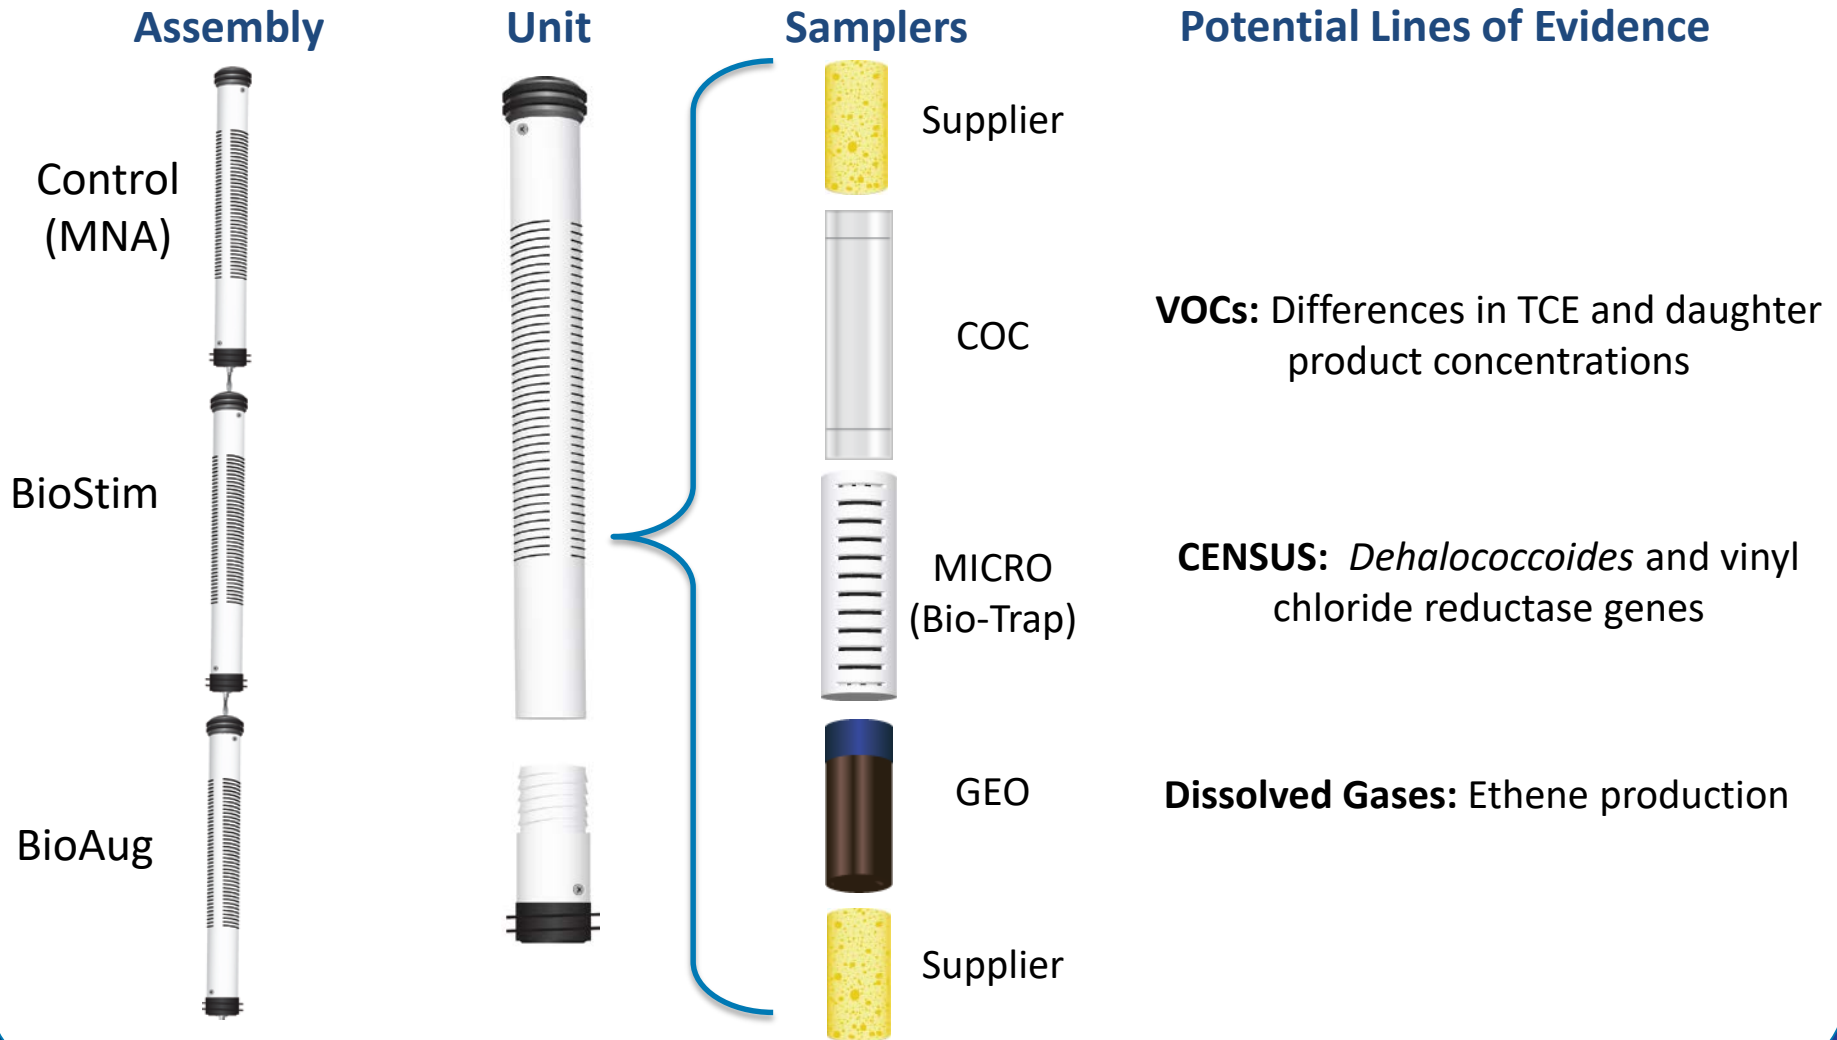 Assembly
Unit
Samplers
Potential Lines of Evidence
Control
(MNA)
BioStim
BioAug
Supplier
COC
MICRO
(Bio-Trap)
GEO
Supplier
VOCs: Differences in TCE and daughter
product concentrations
CENSUS: Dehalococcoides and vinyl
chloride reductase genes
Dissolved Gases: Ethene production